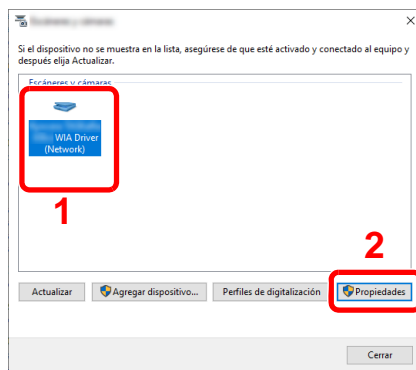 Si el dispositivo no se muestra en la lista, asegúrese de que esté activado y conectado al equipo y
después elija Actualizar.
Escáneres y cámaras
WIA Driver
(Network)
1
2
Actualizar
Agregar dispositivo...
Perfiles de digitalización
Propiedades
Cerrar